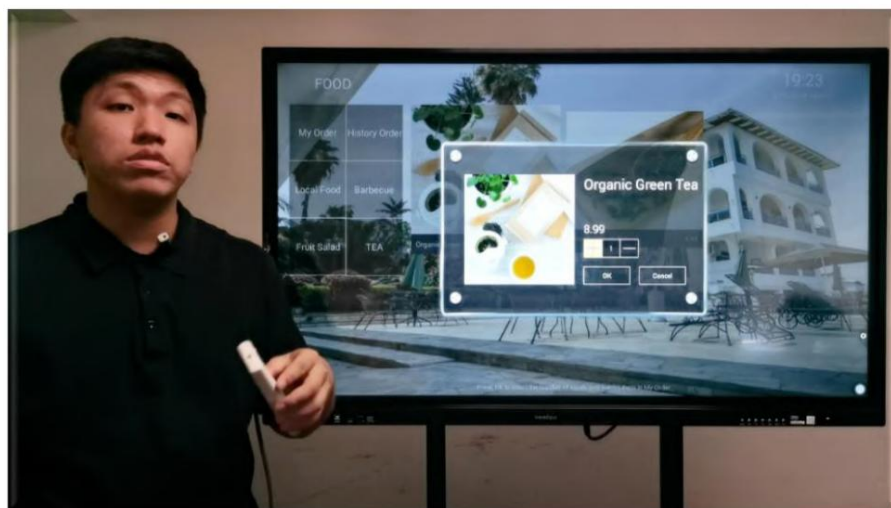 FOOD
19:23
My Order
History Order
Local Food
Barbecue
Fruit Salad
TEA
Organic
Organic Green Tea
8.99
1
OK
Cancel